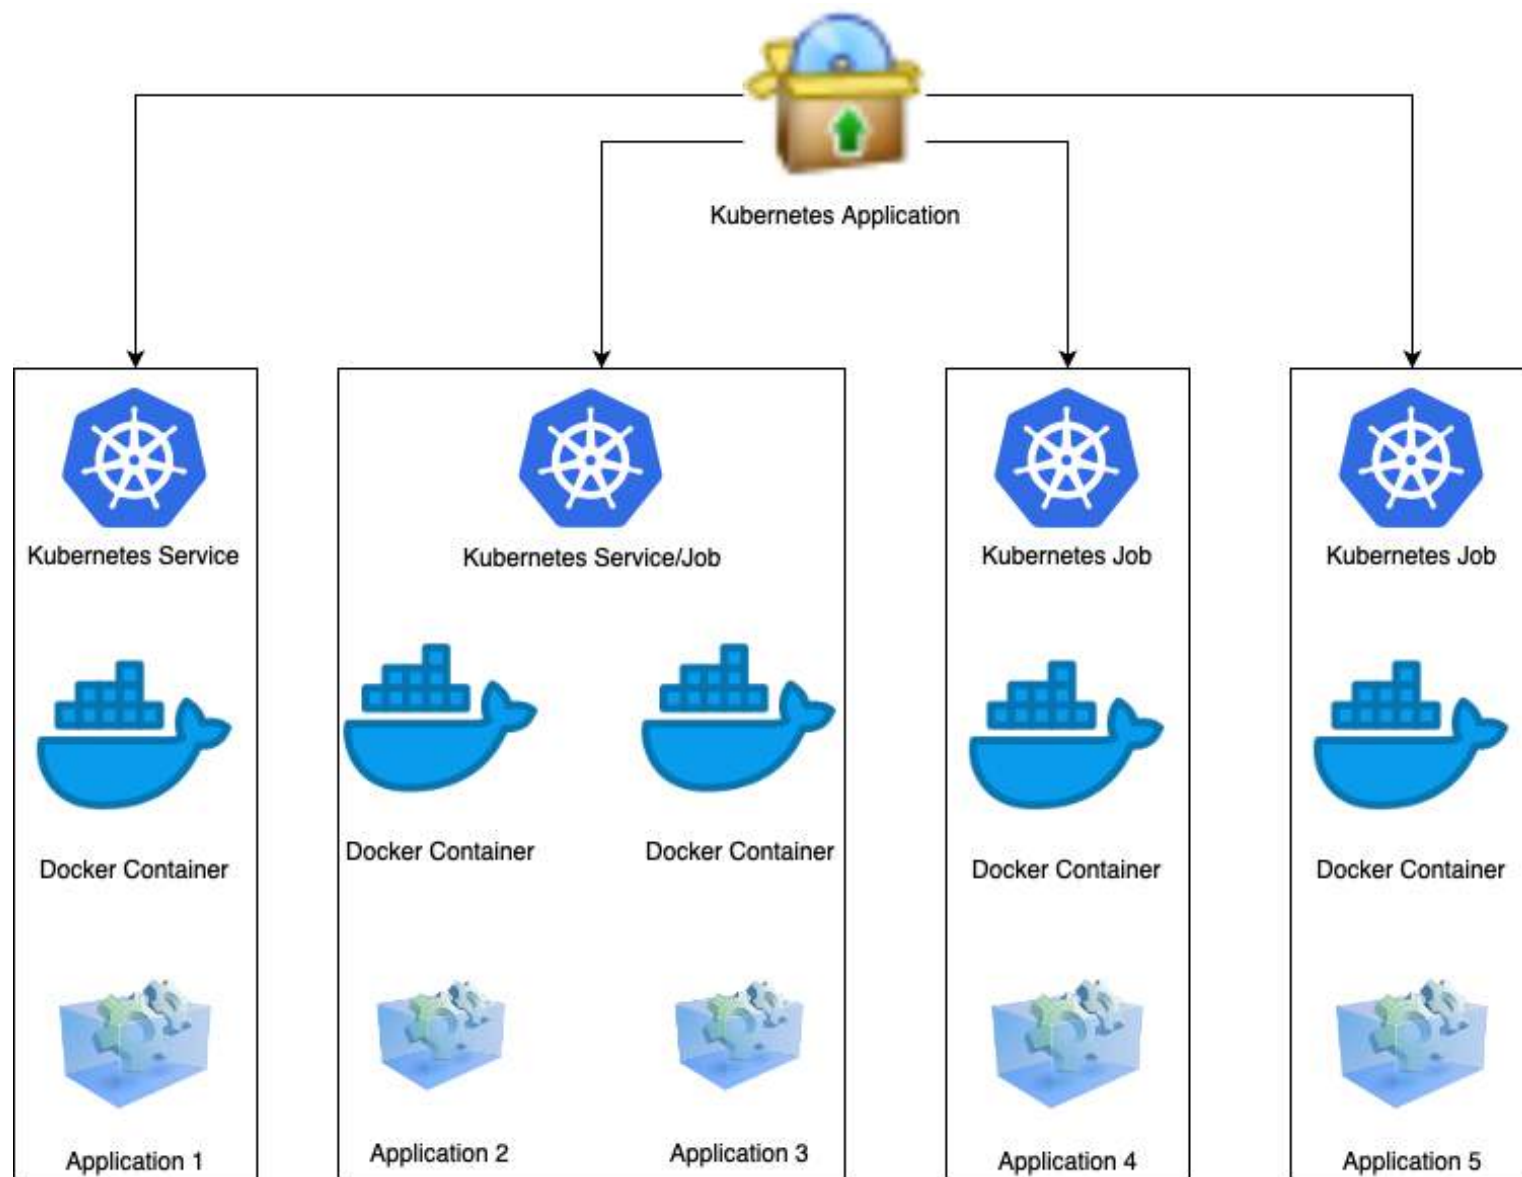 Kubernetes Application
Kubernetes Service
Kubernetes Service/Job
Kubernetes Job
Kubernetes Job
Docker Container
Docker Container
Docker Container
Docker Container
Docker Container
Application 1
Application 2
Application 3
Application 4
Application 5